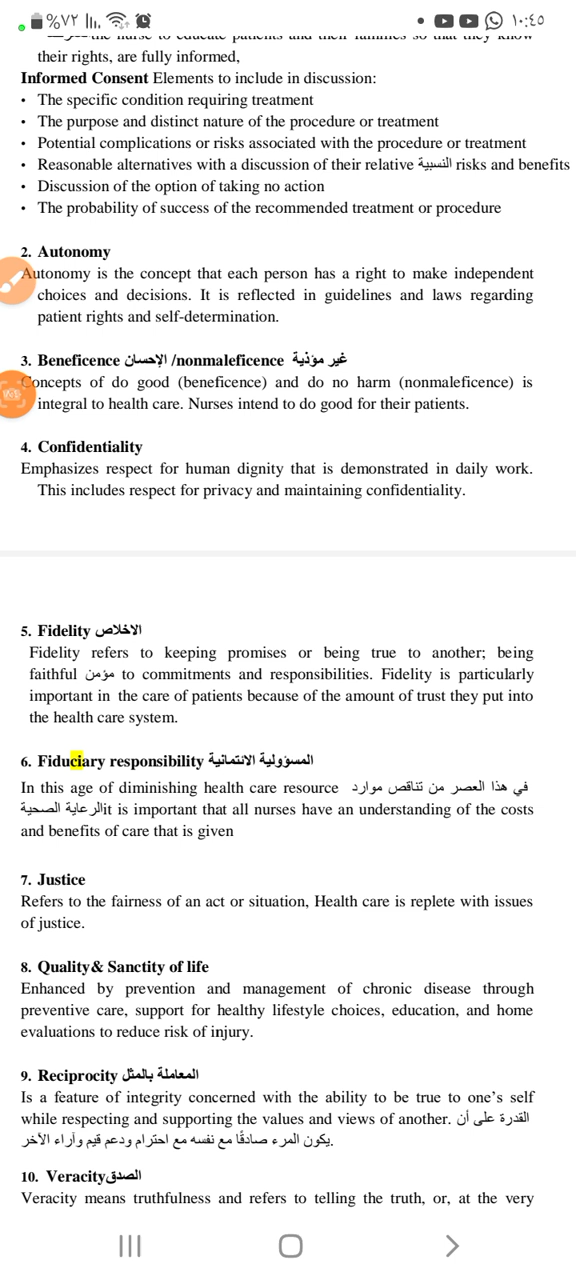 %٧٢ ١٠:٤٥
the nurse to educate patients and their families so that they know
their rights, are fully informed,
Informed Consent Elements to include in discussion:
• The specific condition requiring treatment
• The purpose and distinct nature of the procedure or treatment
• Potential complications or risks associated with the procedure or treatment
• Reasonable alternatives with a discussion of their relative النسبية risks and benefits
• Discussion of the option of taking no action
• The probability of success of the recommended treatment or procedure
2. Autonomy
Autonomy is the concept that each person has a right to make independent
choices and decisions. It is reflected in guidelines and laws regarding
patient rights and self-determination.
3. Beneficence الإحسان /nonmaleficence غير مؤذية
Concepts of do good (beneficence) and do no harm (nonmaleficence) is
integral to health care. Nurses intend to do good for their patients.
4. Confidentiality
Emphasizes respect for human dignity that is demonstrated in daily work.
This includes respect for privacy and maintaining confidentiality.
5. Fidelity الاخلاص
Fidelity refers to keeping promises or being true to another; being
faithful مؤمن to commitments and responsibilities. Fidelity is particularly
important in the care of patients because of the amount of trust they put into
the health care system.
6. Fiduciary responsibility المسؤولية الائتمانية
In this age of diminishing health care resource في هذا العصر من تناقص موارد
الرعاية الصحيةit is important that all nurses have an understanding of the costs
and benefits of care that is given
7. Justice
Refers to the fairness of an act or situation, Health care is replete with issues
of justice.
8. Quality& Sanctity of life
Enhanced by prevention and management of chronic disease through
preventive care, support for healthy lifestyle choices, education, and home
evaluations to reduce risk of injury.
9. Reciprocity المعاملة بالمثل
Is a feature of integrity concerned with the ability to be true to one’s self
while respecting and supporting the values and views of another. القدرة على أن
يكون المرء صادقًا مع نفسه مع احترام ودعم قيم وآراء الآخر.
10. Veracityالصدق
Veracity means truthfulness and refers to telling the truth, or, at the very